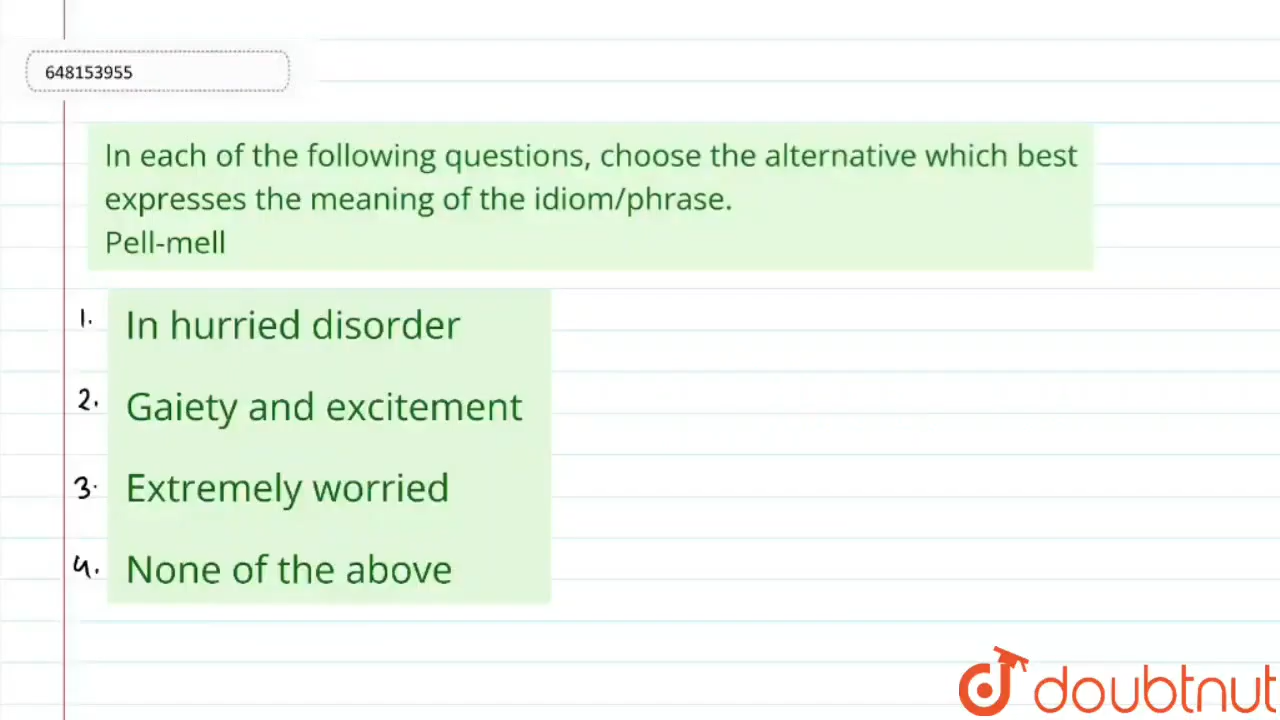 648153955
In each of the following questions, choose the alternative which best
expresses the meaning of the idiom/phrase.
Pell-mell
1. In hurried disorder
2. Gaiety and excitement
3. Extremely worried
4. None of the above
doubtnut